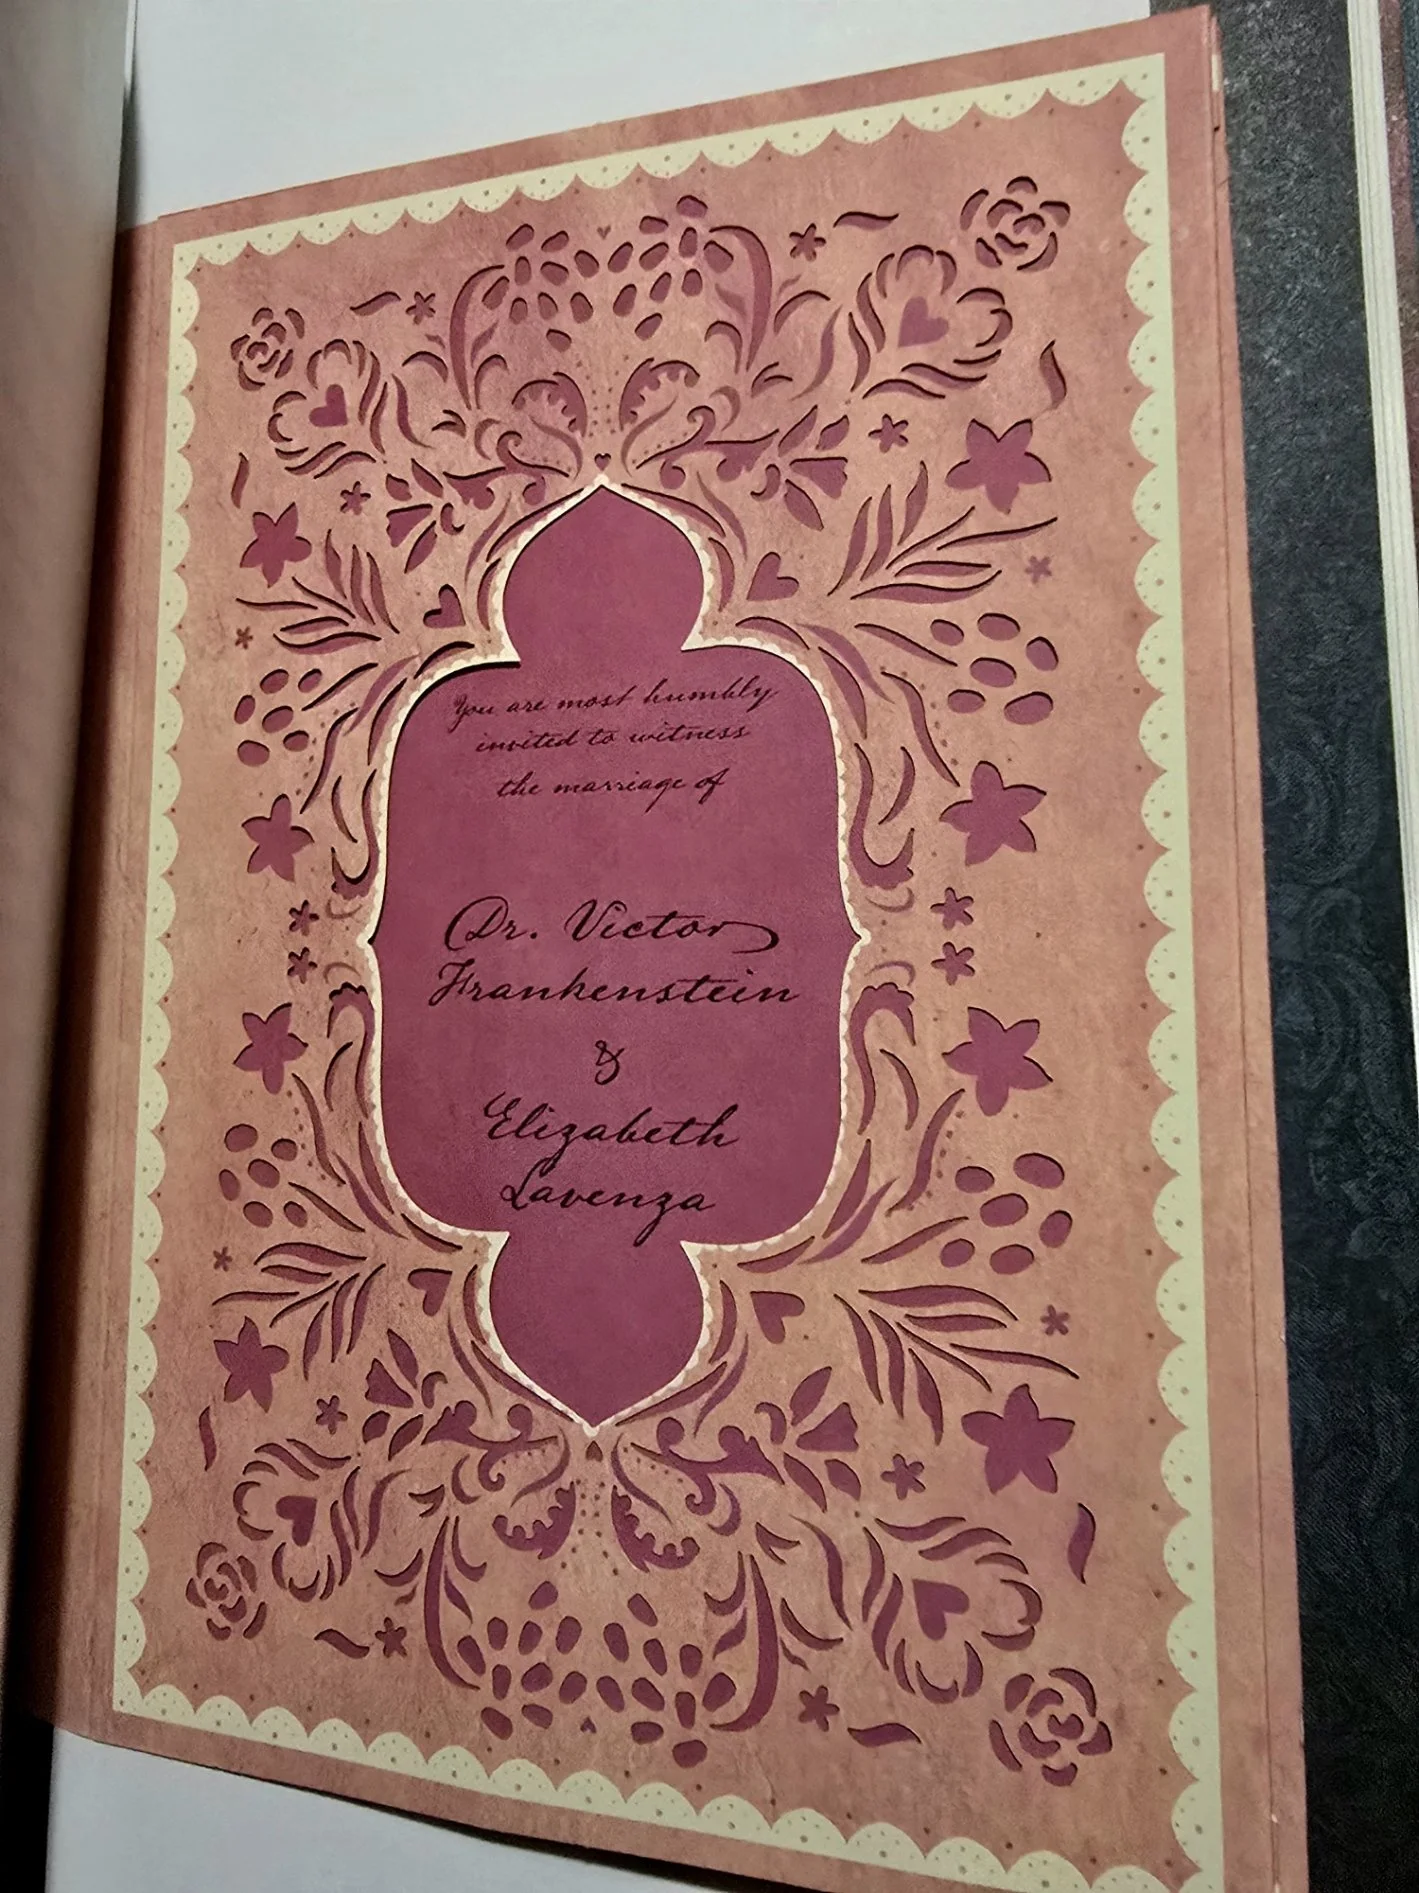 You are most humbly
invited to witness
the marriage of
Dr. Victor
Frankenstein
&
Elizabeth
Lavenza